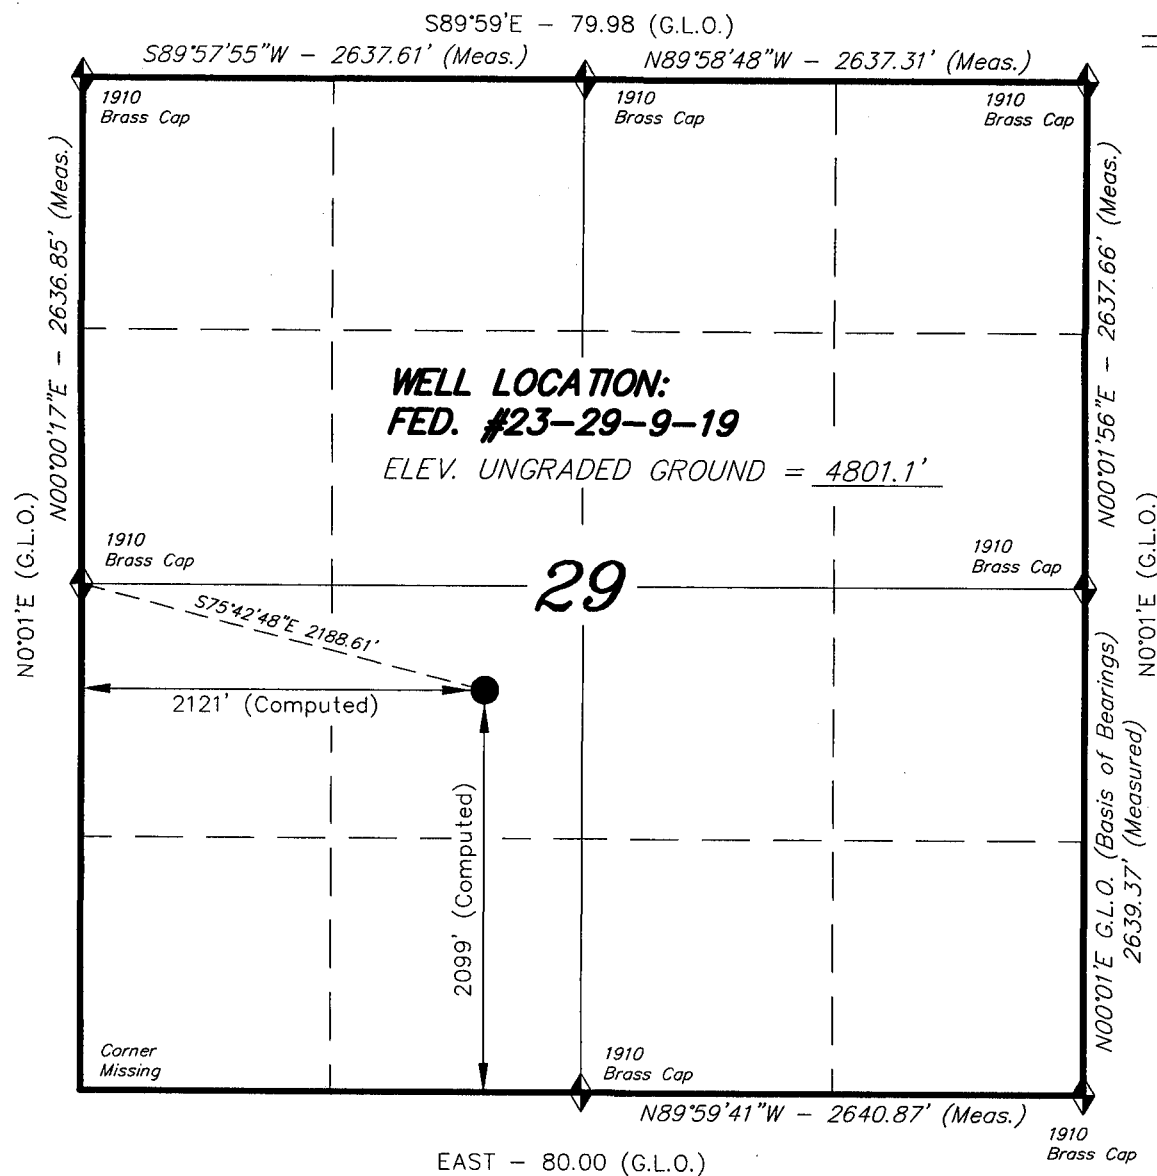 S89°59'E – 79.98 (G.L.O.)
S89°57'55"W – 2637.61' (Meas.)
N89°58'48"W – 2637.31' (Meas.)
1910
Brass Cap
1910
Brass Cap
1910
Brass Cap
N00°00'17"E – 2636.85' (Meas.)
N00°01'56"E – 2637.66' (Meas.)
WELL LOCATION:
FED. #23–29–9–19
ELEV. UNGRADED GROUND = 4801.1'
N0°01'E (G.L.O.)
N0°01'E (G.L.O.)
1910
Brass Cap
1910
Brass Cap
29
S75°42'48"E 2188.61'
2121' (Computed)
2099' (Computed)
N00°01'E G.L.O. (Basis of Bearings)
2639.37' (Measured)
Corner
Missing
1910
Brass Cap
N89°59'41"W – 2640.87' (Meas.)
1910
Brass Cap
EAST – 80.00 (G.L.O.)